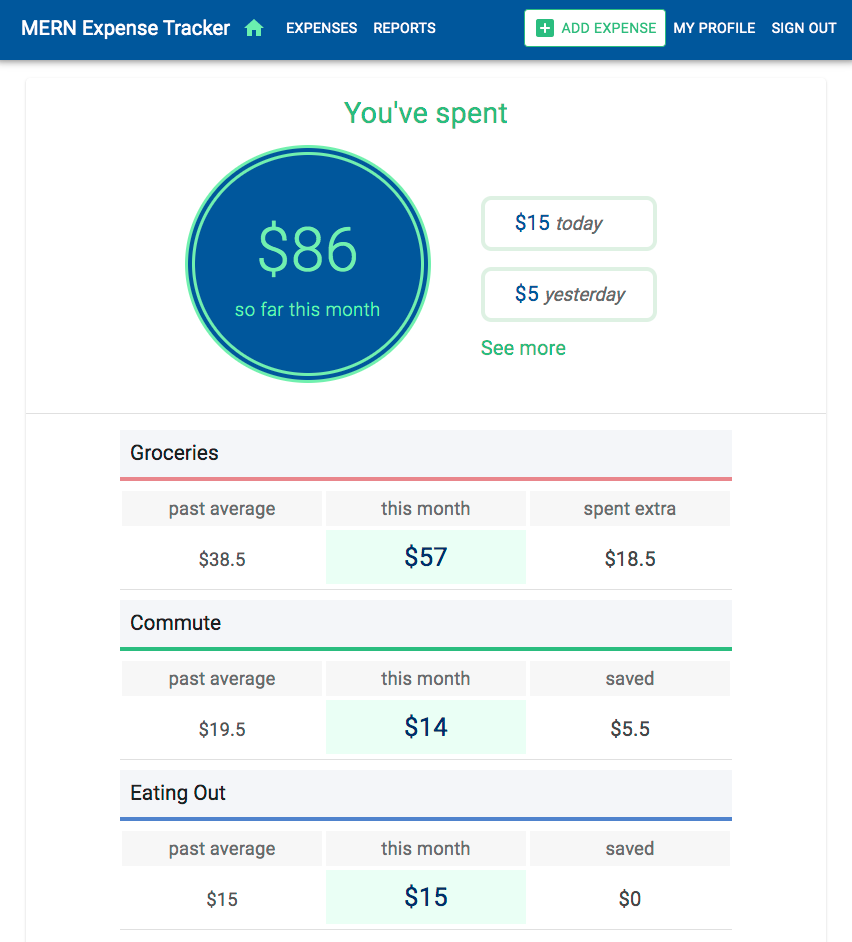 MERN Expense Tracker EXPENSES REPORTS ADD EXPENSE MY PROFILE SIGN OUT
You've spent
$86
so far this month
$15 today
$5 yesterday
See more
Groceries
past average this month spent extra
$38.5 $57 $18.5
Commute
past average this month saved
$19.5 $14 $5.5
Eating Out
past average this month saved
$15 $15 $0